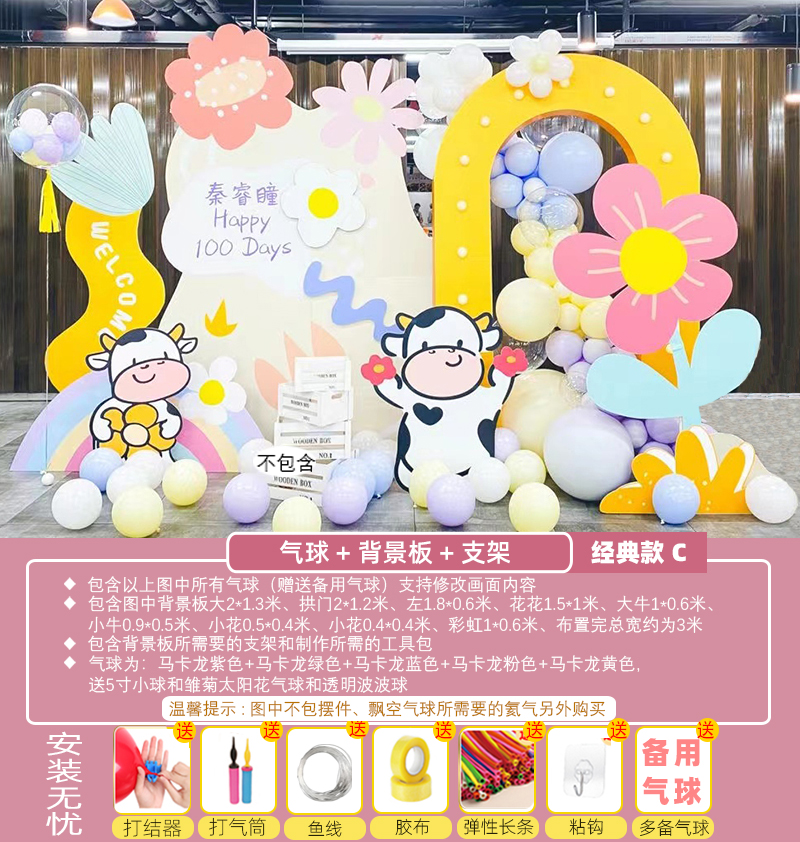 秦睿瞳
Happy
100 Days
WELCOME
WOODEN BOX
WOODEN BOX
NO.1
WOODEN BOX
不包含
气球 + 背景板 + 支架
经典款 C
◆ 包含以上图中所有气球（赠送备用气球）支持修改画面内容
◆ 包含图中背景板大2*1.3米、拱门2*1.2米、左1.8*0.6米、花花1.5*1米、大牛1*0.6米、
小牛0.9*0.5米、小花0.5*0.4米、小花0.4*0.4米、彩虹1*0.6米、布置完总宽约为3米
◆ 包含背景板所需要的支架和制作所需的工具包
◆ 气球为：马卡龙紫色+马卡龙绿色+马卡龙蓝色+马卡龙粉色+马卡龙黄色,
送5寸小球和雏菊太阳花气球和透明波波球
温馨提示 : 图中不包摆件、飘空气球所需要的氦气另外购买
安装无忧
送
送
送
送
送
送
送
备用
气球
打结器
打气筒
鱼线
胶布
弹性长条
粘钩
多备气球